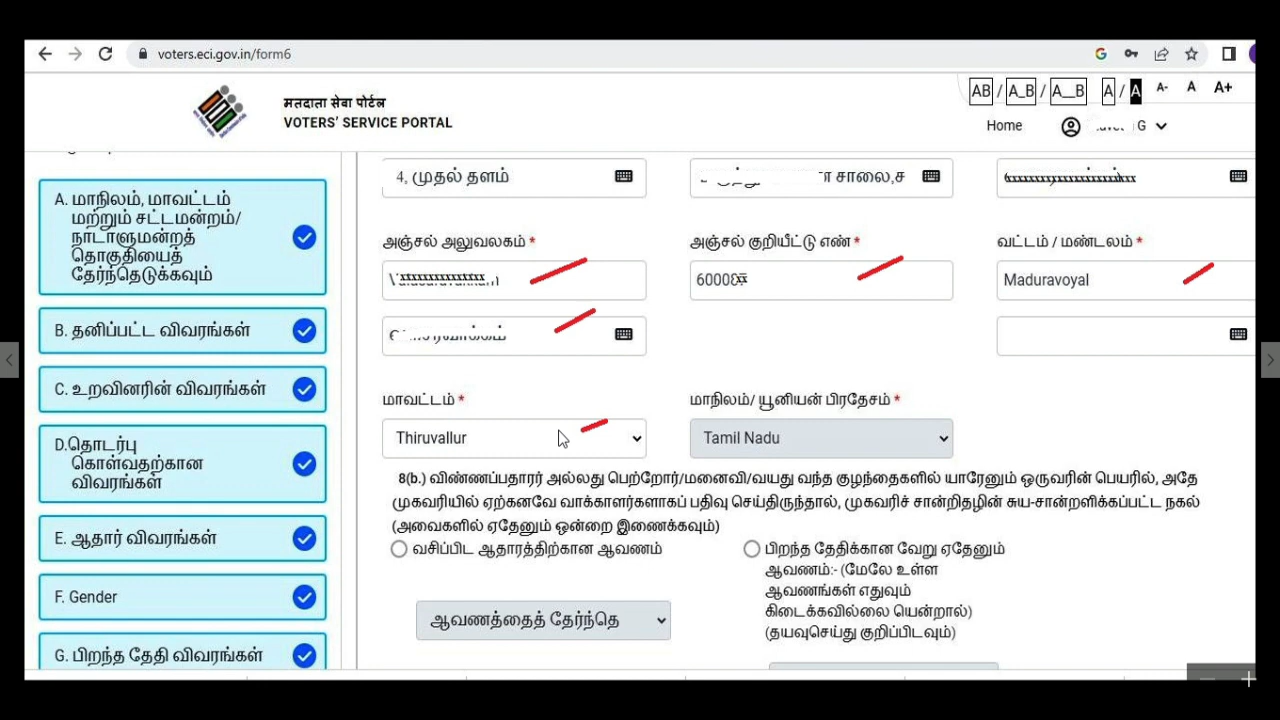 voters.eci.gov.in/form6
AB / A_B / A__B A / A A- A A+
मतदाता सेवा पोर्टल
VOTERS' SERVICE PORTAL
Home G
A. மாநிலம், மாவட்டம்
மற்றும் சட்டமன்றம்/
நாடாளுமன்றத்
தொகுதியைத்
தேர்ந்தெடுக்கவும்
B. தனிப்பட்ட விவரங்கள்
C. உறவினரின் விவரங்கள்
D.தொடர்பு
கொள்வதற்கான
விவரங்கள்
E. ஆதார் விவரங்கள்
F. Gender
G. பிறந்த தேதி விவரங்கள்
4, முதல் தளம்
சாலை,ச
அஞ்சல் அலுவலகம் * அஞ்சல் குறியீட்டு எண் * வட்டம் / மண்டலம் *
Maduravoyal
மாவட்டம் * மாநிலம்/ யூனியன் பிரதேசம் *
Thiruvallur Tamil Nadu
8(b.) விண்ணப்பதாரர் அல்லது பெற்றோர்/மனைவி/வயது வந்த குழந்தைகளில் யாரேனும் ஒருவரின் பெயரில், அதே
முகவரியில் ஏற்கனவே வாக்காளர்களாகப் பதிவு செய்திருந்தால், முகவரிச் சான்றிதழின் சுய-சான்றளிக்கப்பட்ட நகல்
(அவைகளில் ஏதேனும் ஒன்றை இணைக்கவும்)
வசிப்பிட ஆதாரத்திற்கான ஆவணம்
பிறந்த தேதிக்கான வேறு ஏதேனும்
ஆவணம்:- (மேலே உள்ள
ஆவணங்கள் எதுவும்
கிடைக்கவில்லை யென்றால்)
(தயவுசெய்து குறிப்பிடவும்)
ஆவணத்தைத் தேர்ந்தெ